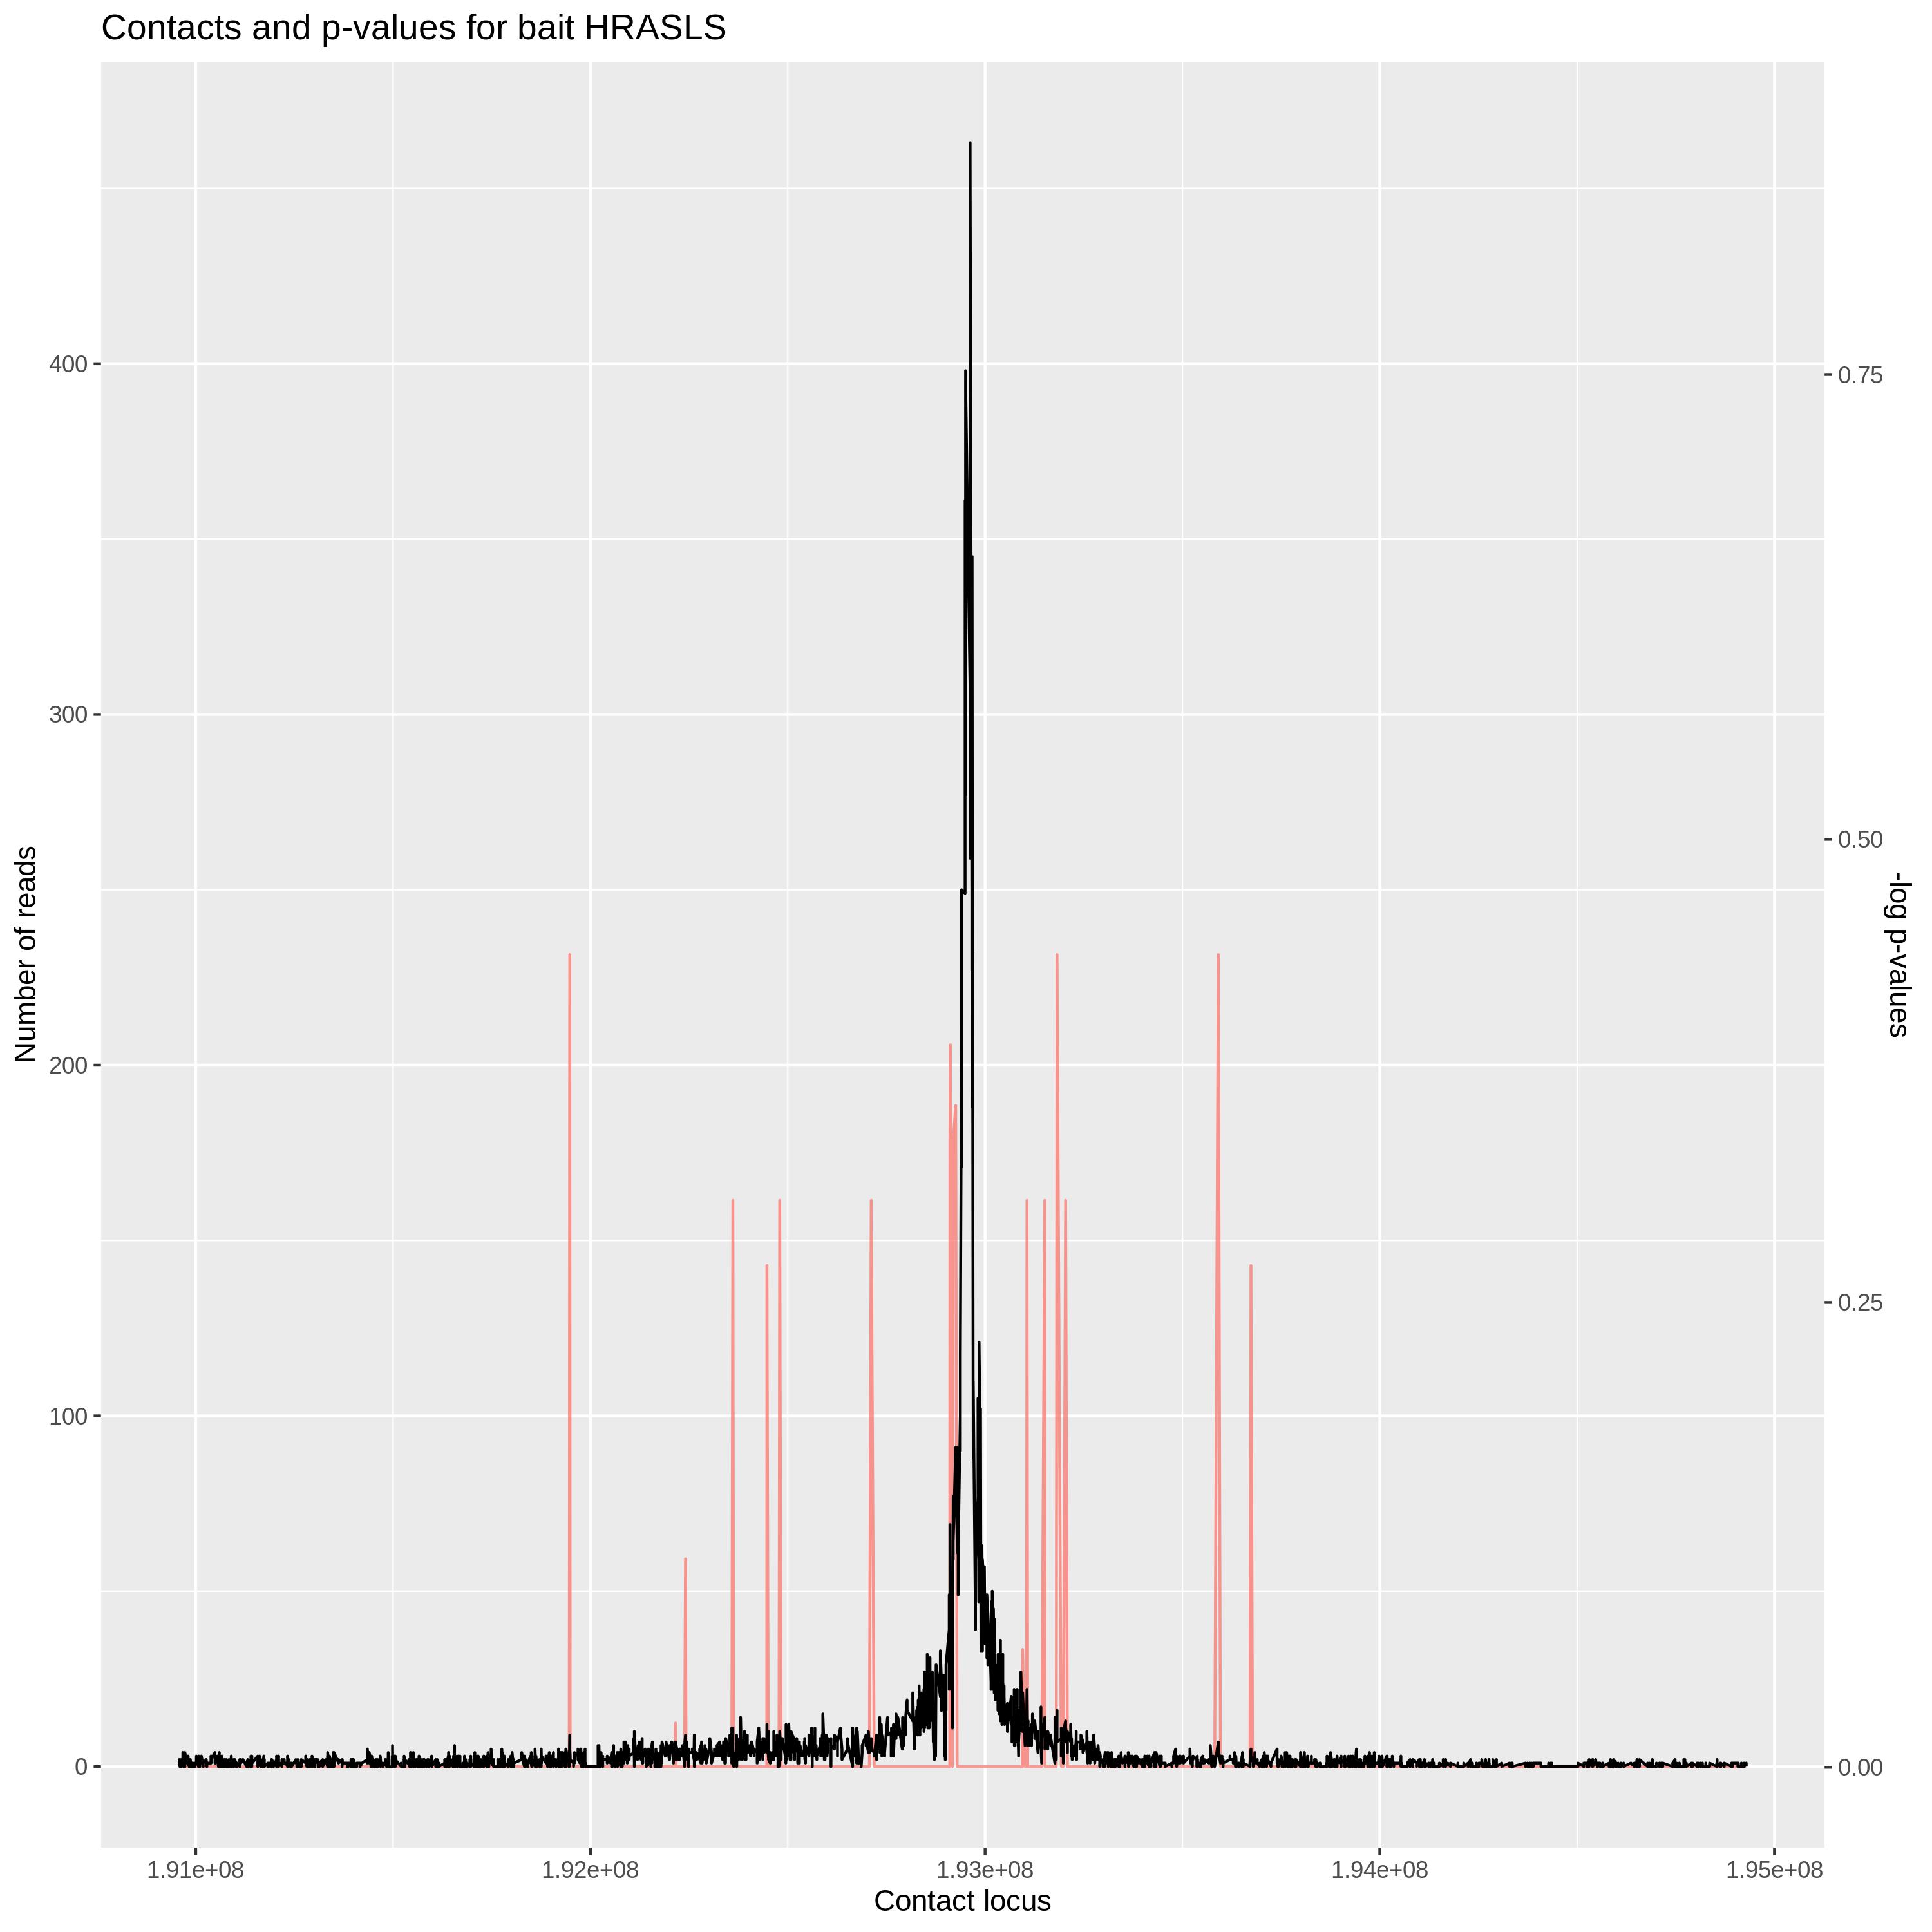 Contacts and p-values for bait HRASLS
Number of reads
400
300
200
100
0
0.75
0.50
0.25
0.00
-log p-values
1.91e+08
1.92e+08
1.93e+08
1.94e+08
1.95e+08
Contact locus